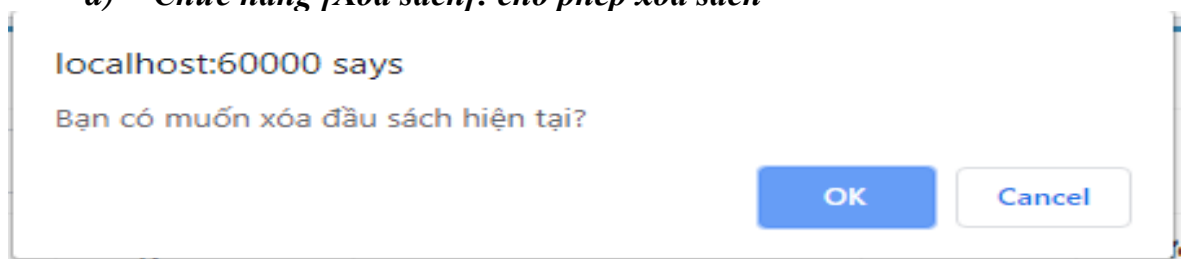 localhost:60000 says
Bạn có muốn xóa đầu sách hiện tại?
OK Cancel